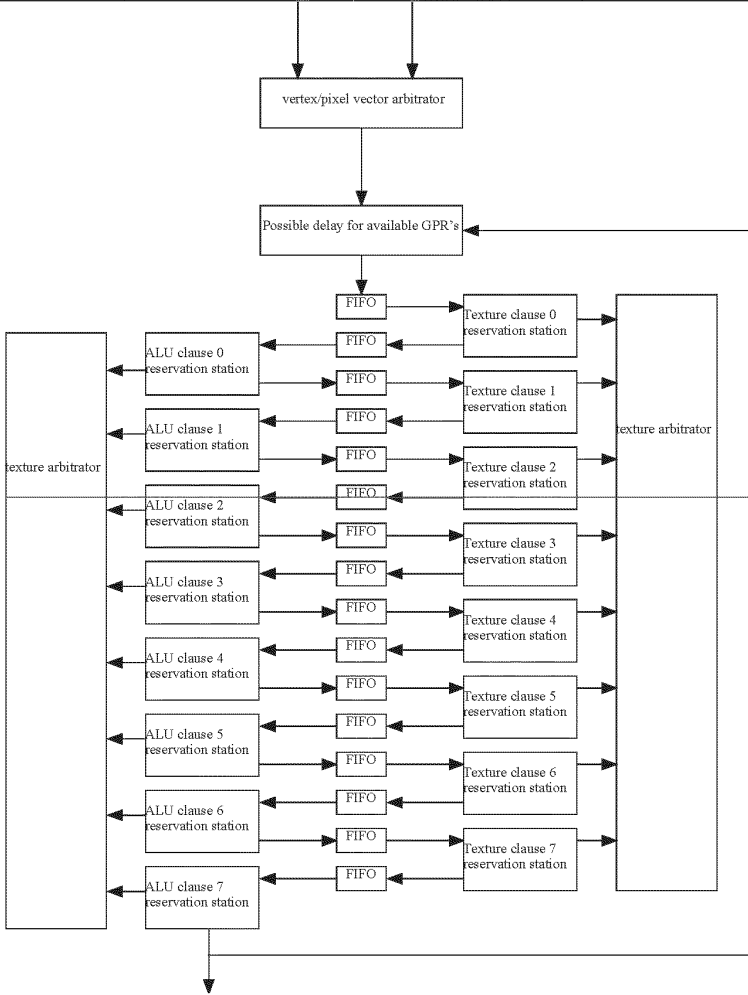 vertex/pixel vector arbitrator
Possible delay for available GPR's
FIFO
Texture clause 0
reservation station
FIFO
ALU clause 0
reservation station
FIFO
Texture clause 1
reservation station
FIFO
ALU clause 1
reservation station
texture arbitrator
texture arbitrator
FIFO
Texture clause 2
reservation station
FIFO
ALU clause 2
reservation station
FIFO
Texture clause 3
reservation station
FIFO
ALU clause 3
reservation station
FIFO
Texture clause 4
reservation station
FIFO
ALU clause 4
reservation station
FIFO
Texture clause 5
reservation station
FIFO
ALU clause 5
reservation station
FIFO
Texture clause 6
reservation station
FIFO
ALU clause 6
reservation station
FIFO
Texture clause 7
reservation station
FIFO
ALU clause 7
reservation station